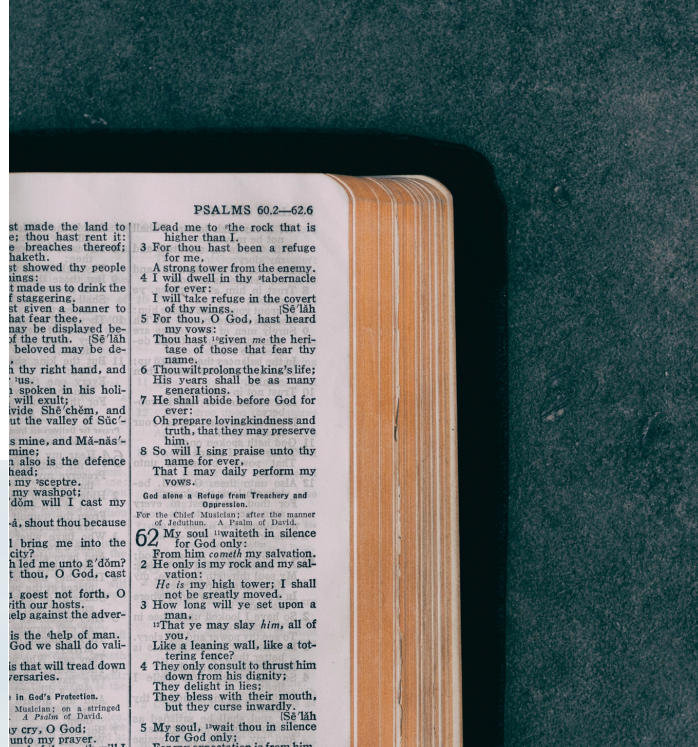 PSALMS 60.2—62.6
st made the land to
e; thou hast rent it:
e breaches thereof;
haketh.
st showed thy people
ings:
t made us to drink the
f staggering.
st given a banner to
hat fear thee,
may be displayed be-
of the truth. [Sē´lāh
beloved may be de-
h thy right hand, and
us.
n spoken in his holi-
will exult;
ivide Shē´chĕm, and
ut the valley of Sŭc´-
s mine, and Mă-năs´-
mine;
n also is the defence
head;
s my sceptre.
my washpot;
´dŏm will I cast my
-ȧ, shout thou because
l bring me into the
city?
h led me unto Ē´dŏm?
t thou, O God, cast
goest not forth, O
with our hosts.
elp against the adver-
is the help of man.
God we shall do vali-
is that will tread down
versaries.
e in God's Protection.
Musician; on a stringed
A Psalm of David.
y cry, O God;
unto my prayer.
Lead me to the rock that is
higher than I.
3 For thou hast been a refuge
for me,
A strong tower from the enemy.
4 I will dwell in thy tabernacle
for ever:
I will take refuge in the covert
of thy wings. [Sē´lāh
5 For thou, O God, hast heard
my vows:
Thou hast given me the heri-
tage of those that fear thy
name.
6 Thou wilt prolong the king's life;
His years shall be as many
generations.
7 He shall abide before God for
ever:
Oh prepare lovingkindness and
truth, that they may preserve
him.
8 So will I sing praise unto thy
name for ever,
That I may daily perform my
vows.
God alone a Refuge from Treachery and
Oppression.
For the Chief Musician; after the manner
of Jeduthun. A Psalm of David.
62 My soul ¹¹waiteth in silence
for God only:
From him cometh my salvation.
2 He only is my rock and my sal-
vation:
He is my high tower; I shall
not be greatly moved.
3 How long will ye set upon a
man,
¹²That ye may slay him, all of
you,
Like a leaning wall, like a tot-
tering fence?
4 They only consult to thrust him
down from his dignity;
They delight in lies;
They bless with their mouth,
but they curse inwardly.
[Sē´lāh
5 My soul, ¹³wait thou in silence
for God only;
For my expectation is from him.